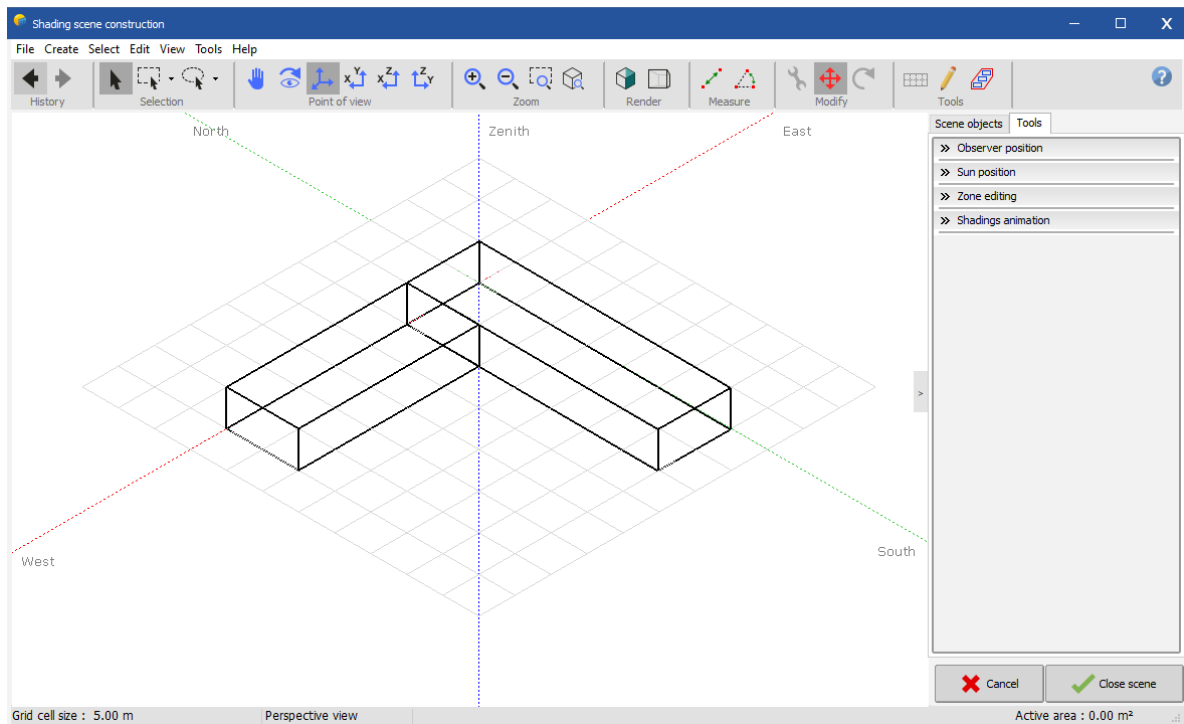 Shading scene construction
File Create Select Edit View Tools Help
History Selection Point of view Zoom Render Measure Modify Tools
North Zenith East
West South
Scene objects Tools
Observer position
Sun position
Zone editing
Shadings animation
Cancel Close scene
Grid cell size : 5.00 m Perspective view Active area : 0.00 m²